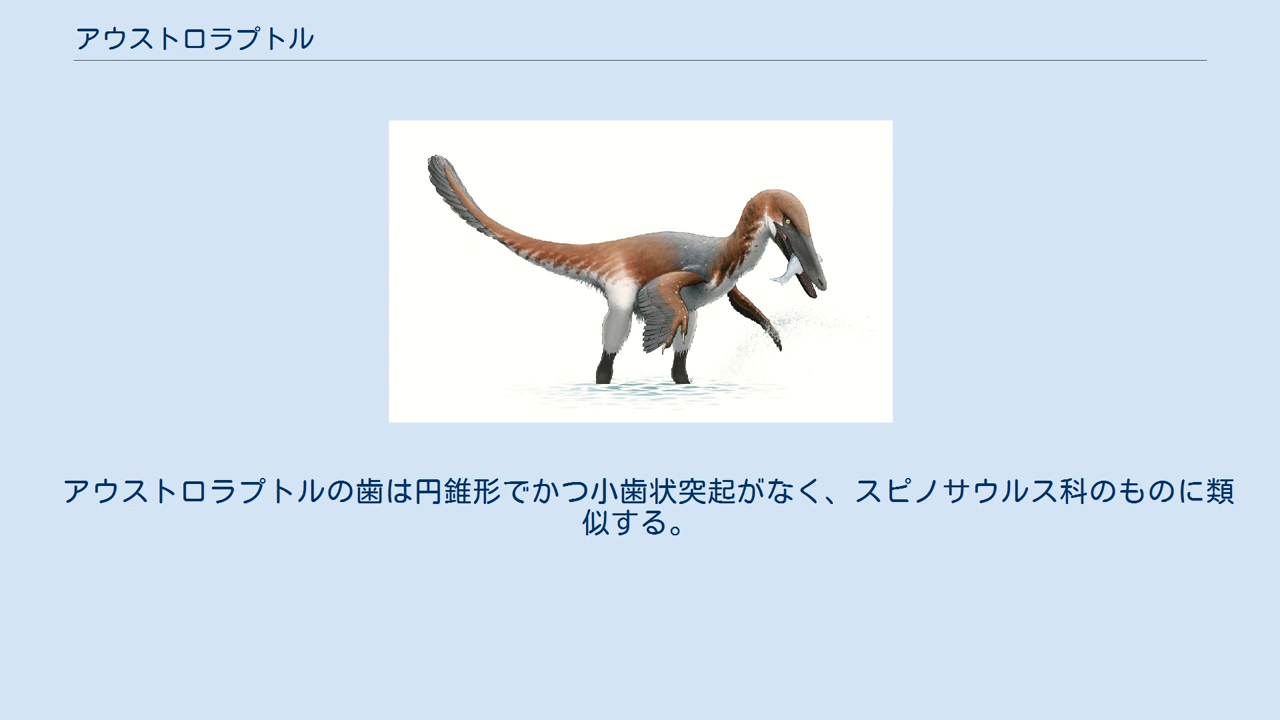 アウストロラプトル
アウストロラプトルの歯は円錐形でかつ小歯状突起がなく、スピノサウルス科のものに類
似する。